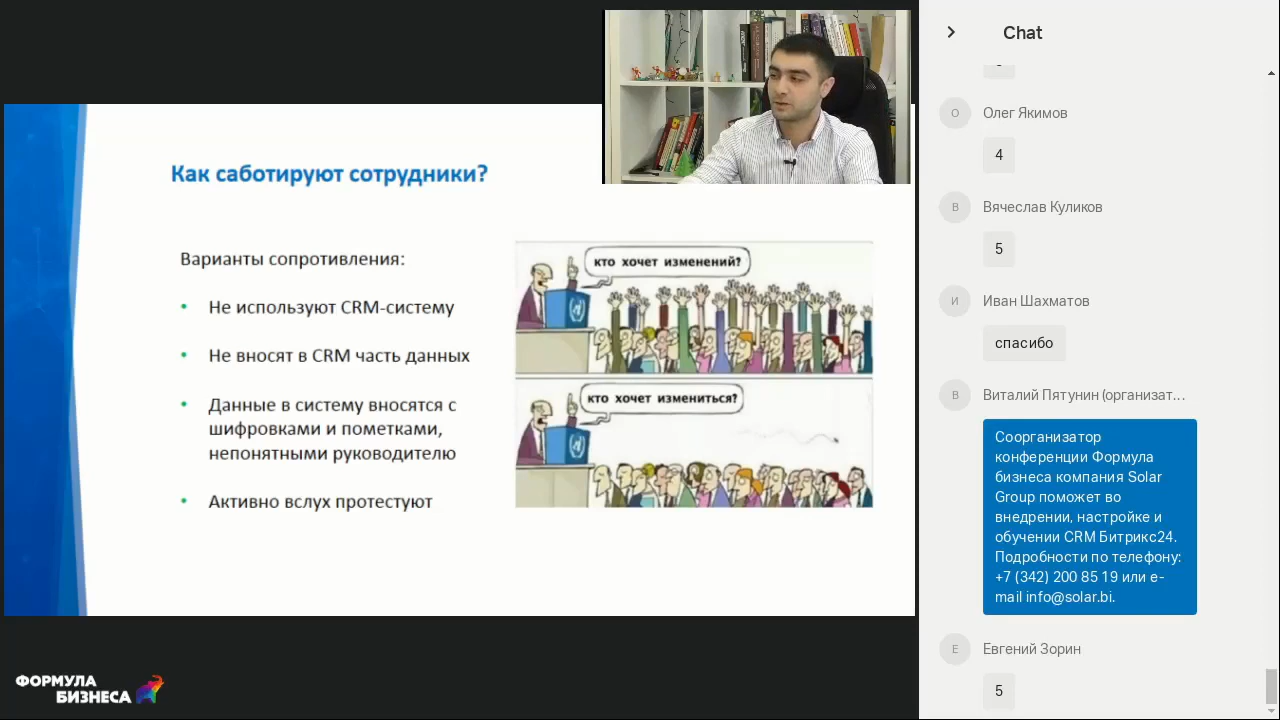 Как саботируют сотрудники?
Варианты сопротивления:
• Не используют CRM-систему
• Не вносят в CRM часть данных
• Данные в систему вносятся с
шифровками и пометками,
непонятными руководителю
• Активно вслух протестуют
кто хочет изменений?
кто хочет измениться?
ФОРМУЛА
БИЗНЕСА
Chat
О
Олег Якимов
4
В
Вячеслав Куликов
5
И
Иван Шахматов
спасибо
В
Виталий Пятунин (организат...
Соорганизатор
конференции Формула
бизнеса компания Solar
Group поможет во
внедрении, настройке и
обучении CRM Битрикс24.
Подробности по телефону:
+7 (342) 200 85 19 или e-
mail info@solar.bi.
Е
Евгений Зорин
5